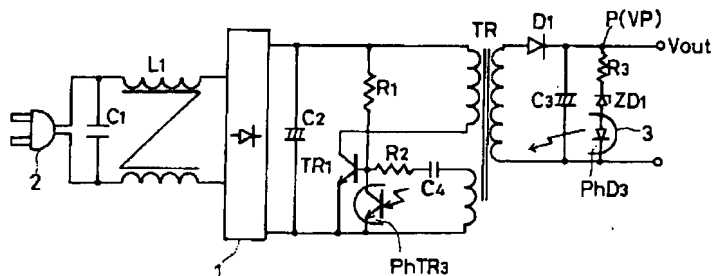 TR
D1
P(VP)
Vout
L1
R1
R3
C1
C2
C3
ZD1
3
2
TR1
R2
C4
PhD3
1
PhTR3